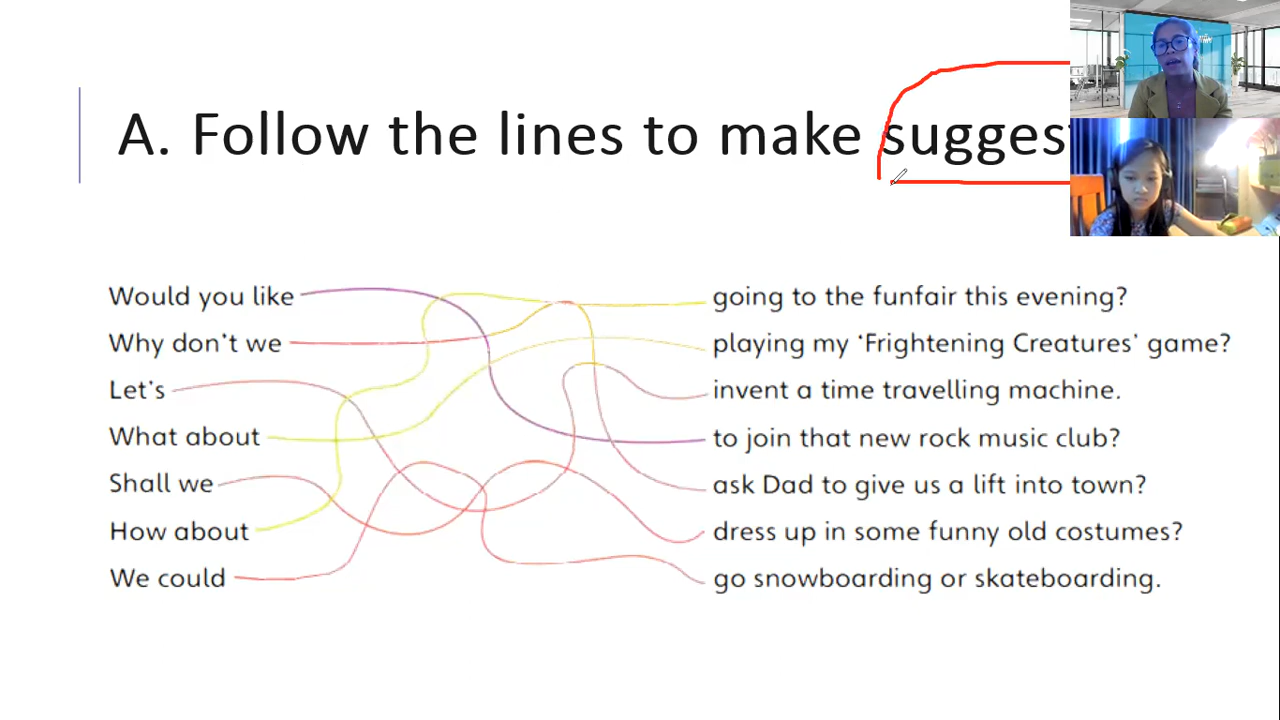 A. Follow the lines to make sugges
Would you like
going to the funfair this evening?
Why don't we
playing my 'Frightening Creatures' game?
Let's
invent a time travelling machine.
What about
to join that new rock music club?
Shall we
ask Dad to give us a lift into town?
How about
dress up in some funny old costumes?
We could
go snowboarding or skateboarding.